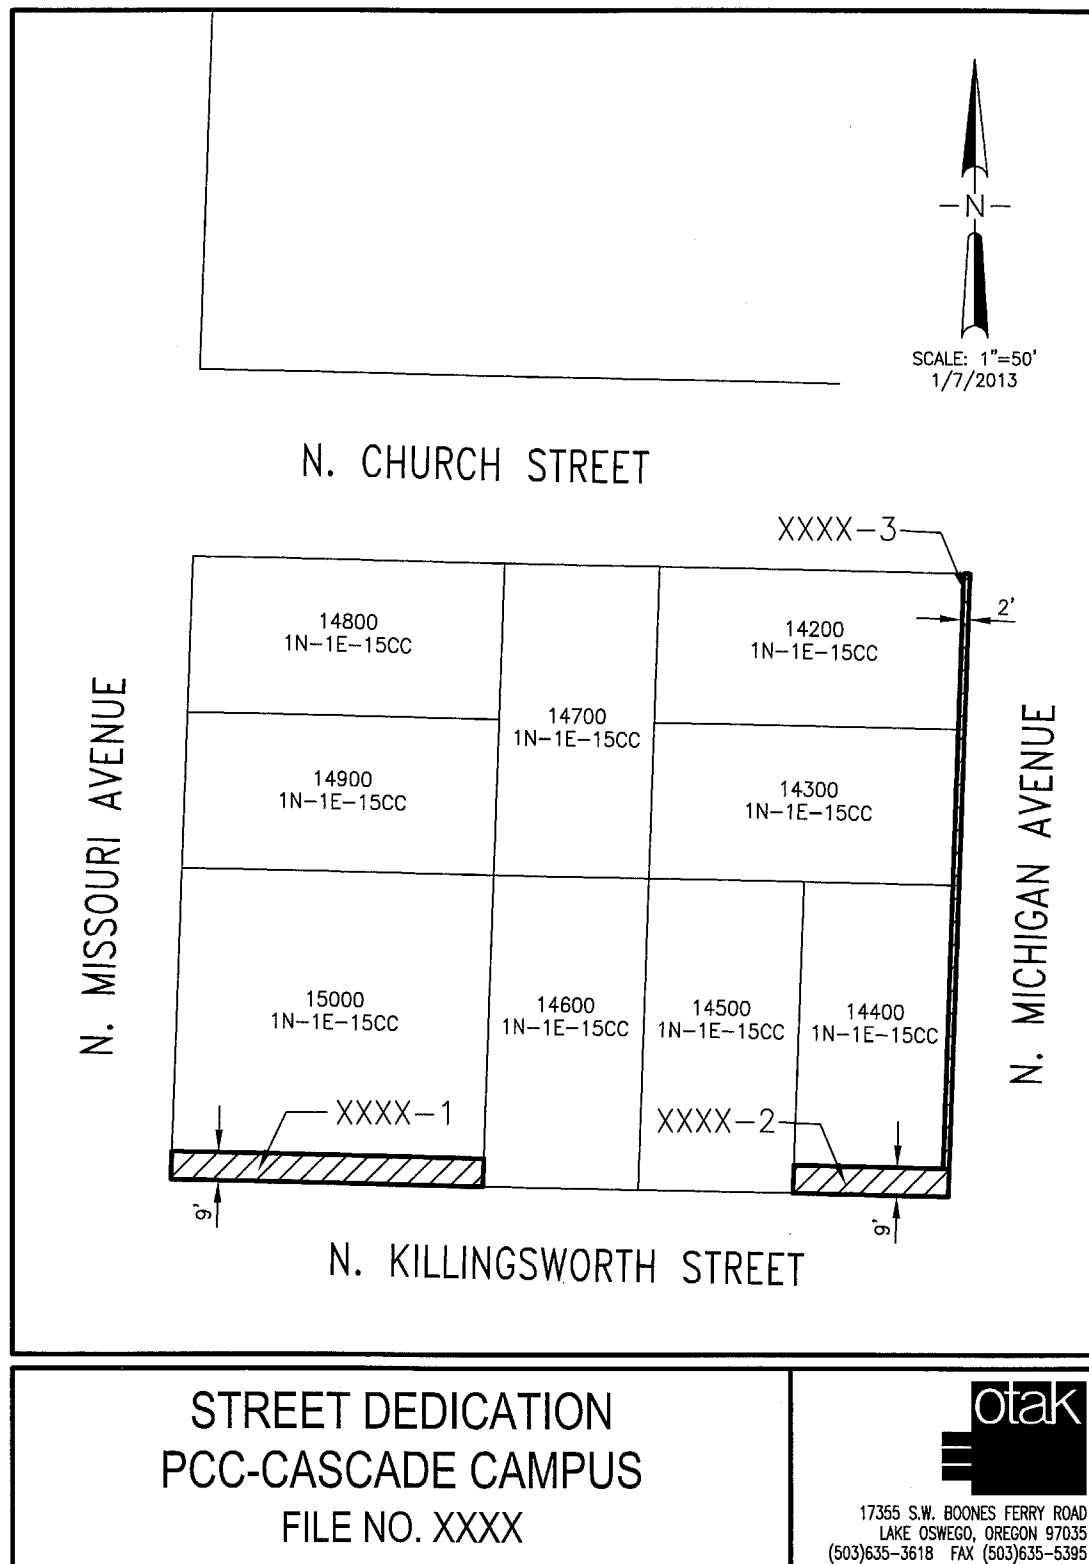 -N-
SCALE: 1"=50'
1/7/2013
N. CHURCH STREET
XXXX-3
2'
14800
1N-1E-15CC
14200
1N-1E-15CC
14700
1N-1E-15CC
14900
1N-1E-15CC
14300
1N-1E-15CC
N. MISSOURI AVENUE
N. MICHIGAN AVENUE
15000
1N-1E-15CC
14600
1N-1E-15CC
14500
1N-1E-15CC
14400
1N-1E-15CC
XXXX-1
XXXX-2
9'
9'
N. KILLINGSWORTH STREET
STREET DEDICATION
PCC-CASCADE CAMPUS
FILE NO. XXXX
otak
17355 S.W. BOONES FERRY ROAD
LAKE OSWEGO, OREGON 97035
(503)635-3618 FAX (503)635-5395